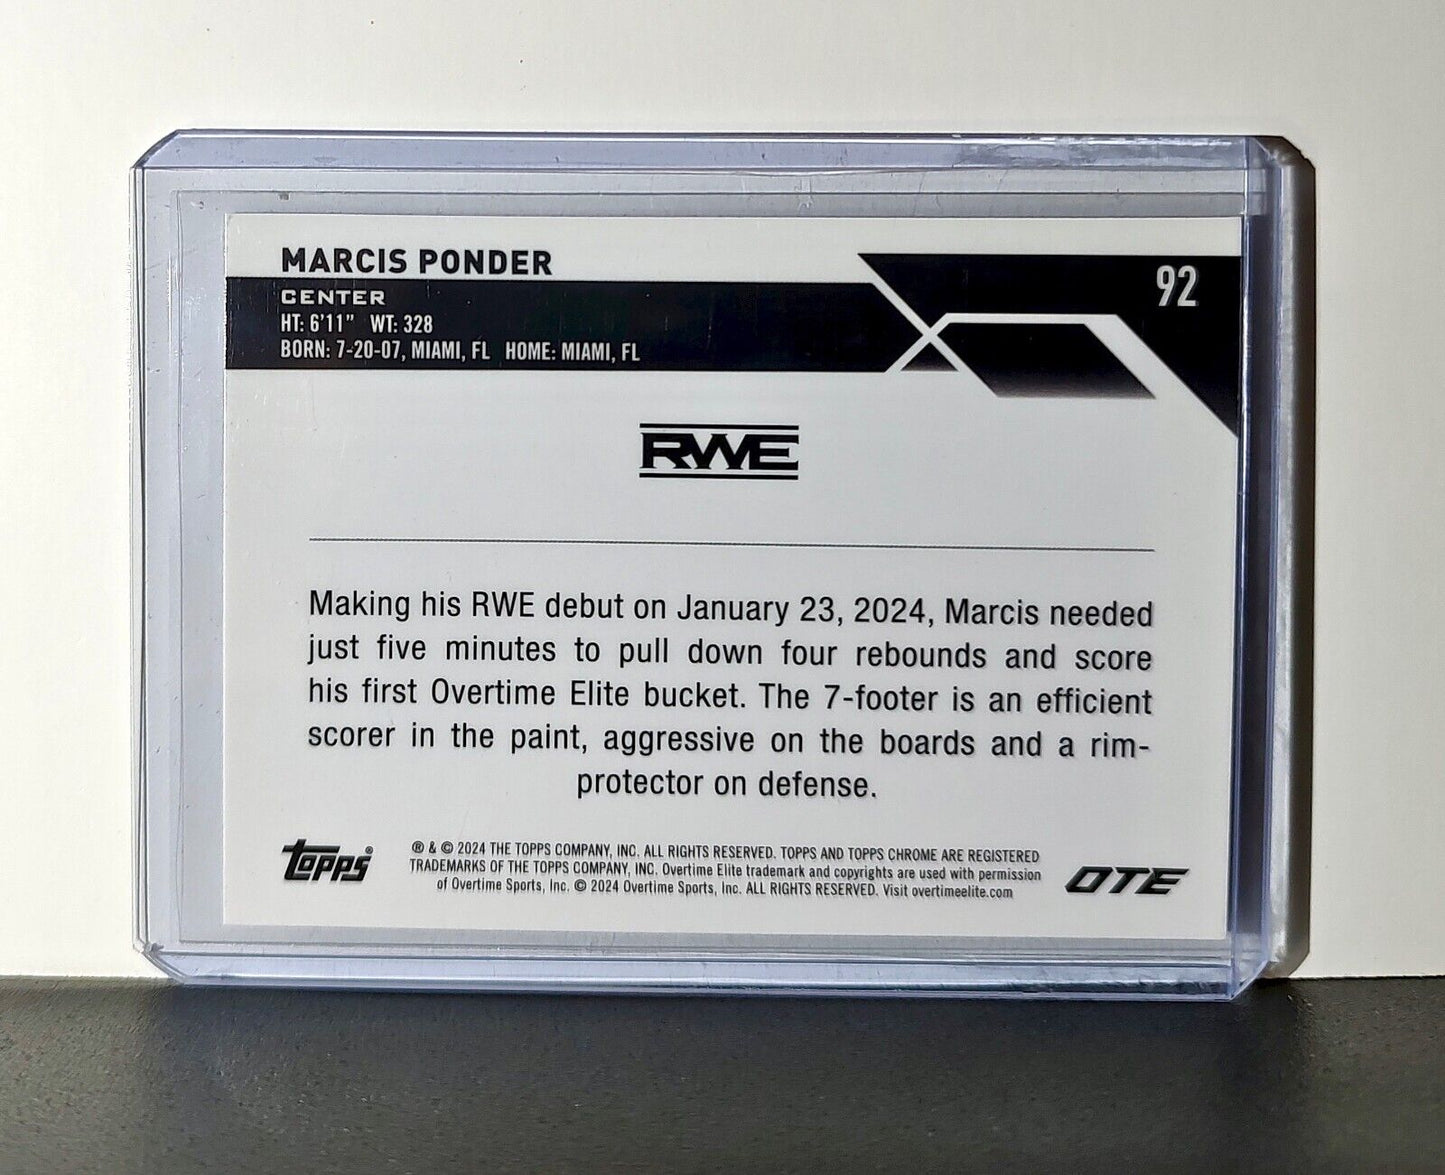 MARCIS PONDER
92
CENTER
HT: 6'11" WT: 328
BORN: 7-20-07, MIAMI, FL HOME: MIAMI, FL
RWE
Making his RWE debut on January 23, 2024, Marcis needed
just five minutes to pull down four rebounds and score
his first Overtime Elite bucket. The 7-footer is an efficient
scorer in the paint, aggressive on the boards and a rim-
protector on defense.
topps®
® & © 2024 THE TOPPS COMPANY, INC. ALL RIGHTS RESERVED. TOPPS AND TOPPS CHROME ARE REGISTERED
TRADEMARKS OF THE TOPPS COMPANY, INC. Overtime Elite trademark and copyrights are used with permission
of Overtime Sports, Inc. © 2024 Overtime Sports, Inc. ALL RIGHTS RESERVED. Visit overtimeelite.com
OTE